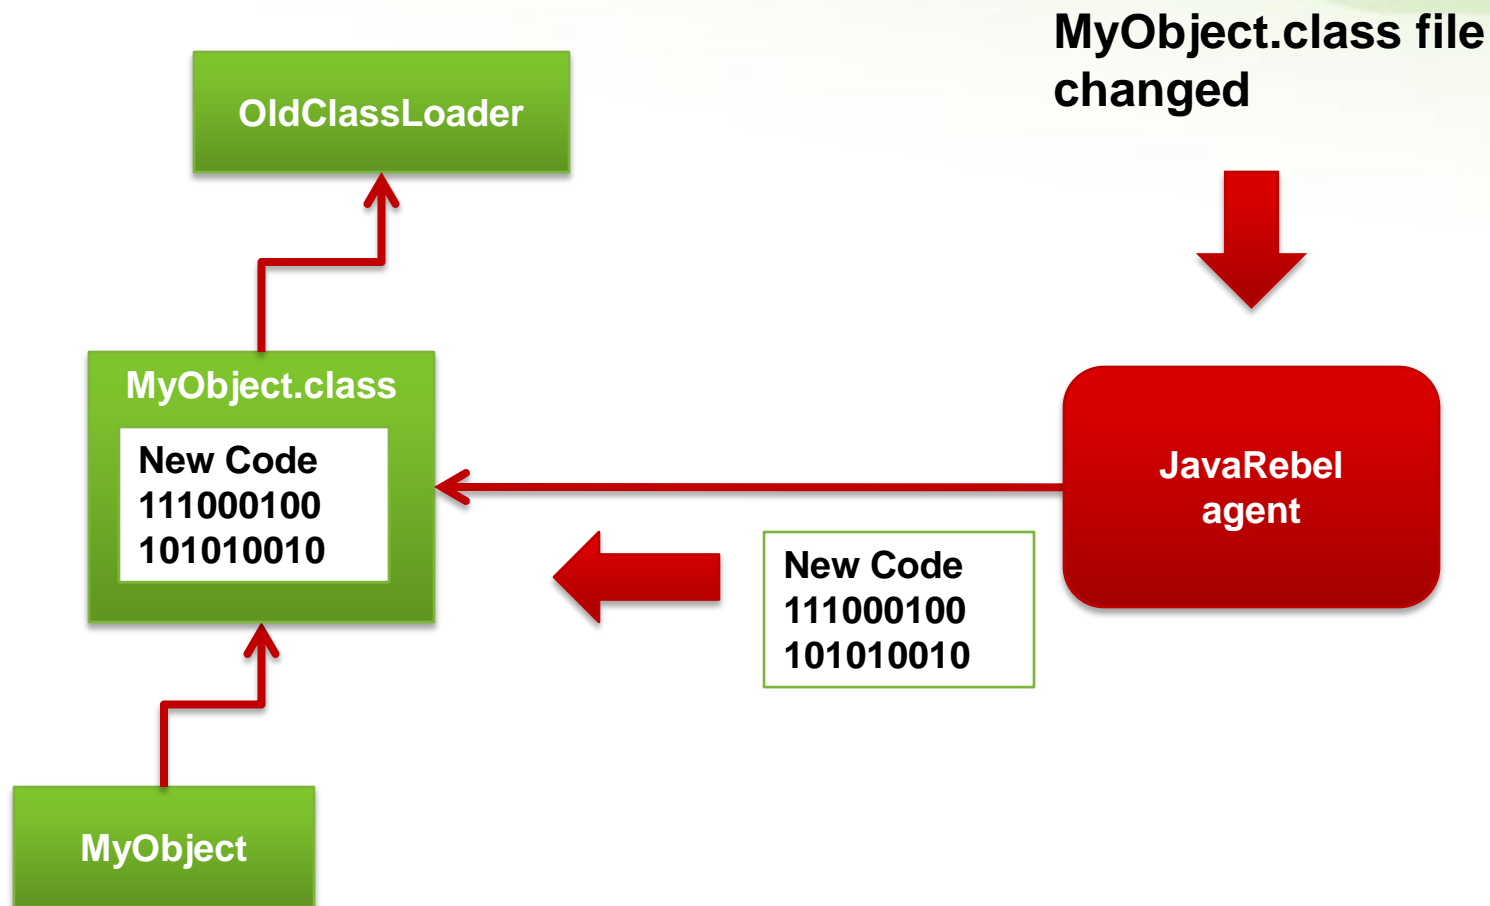 MyObject.class file
changed
OldClassLoader
MyObject.class
New Code
111000100
101010010
JavaRebel
agent
New Code
111000100
101010010
MyObject